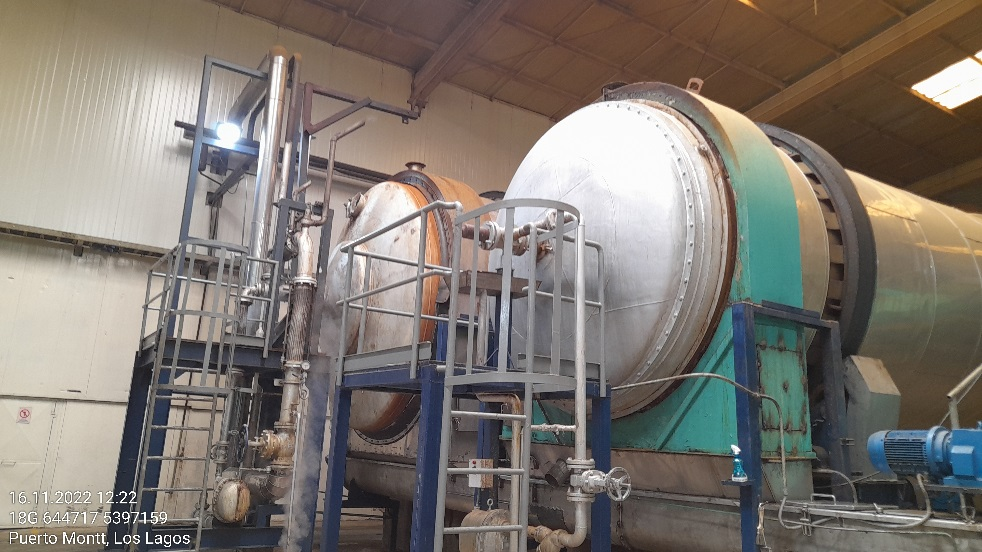 16.11.2022 12:22
18G 644717 5397159
Puerto Montt, Los Lagos